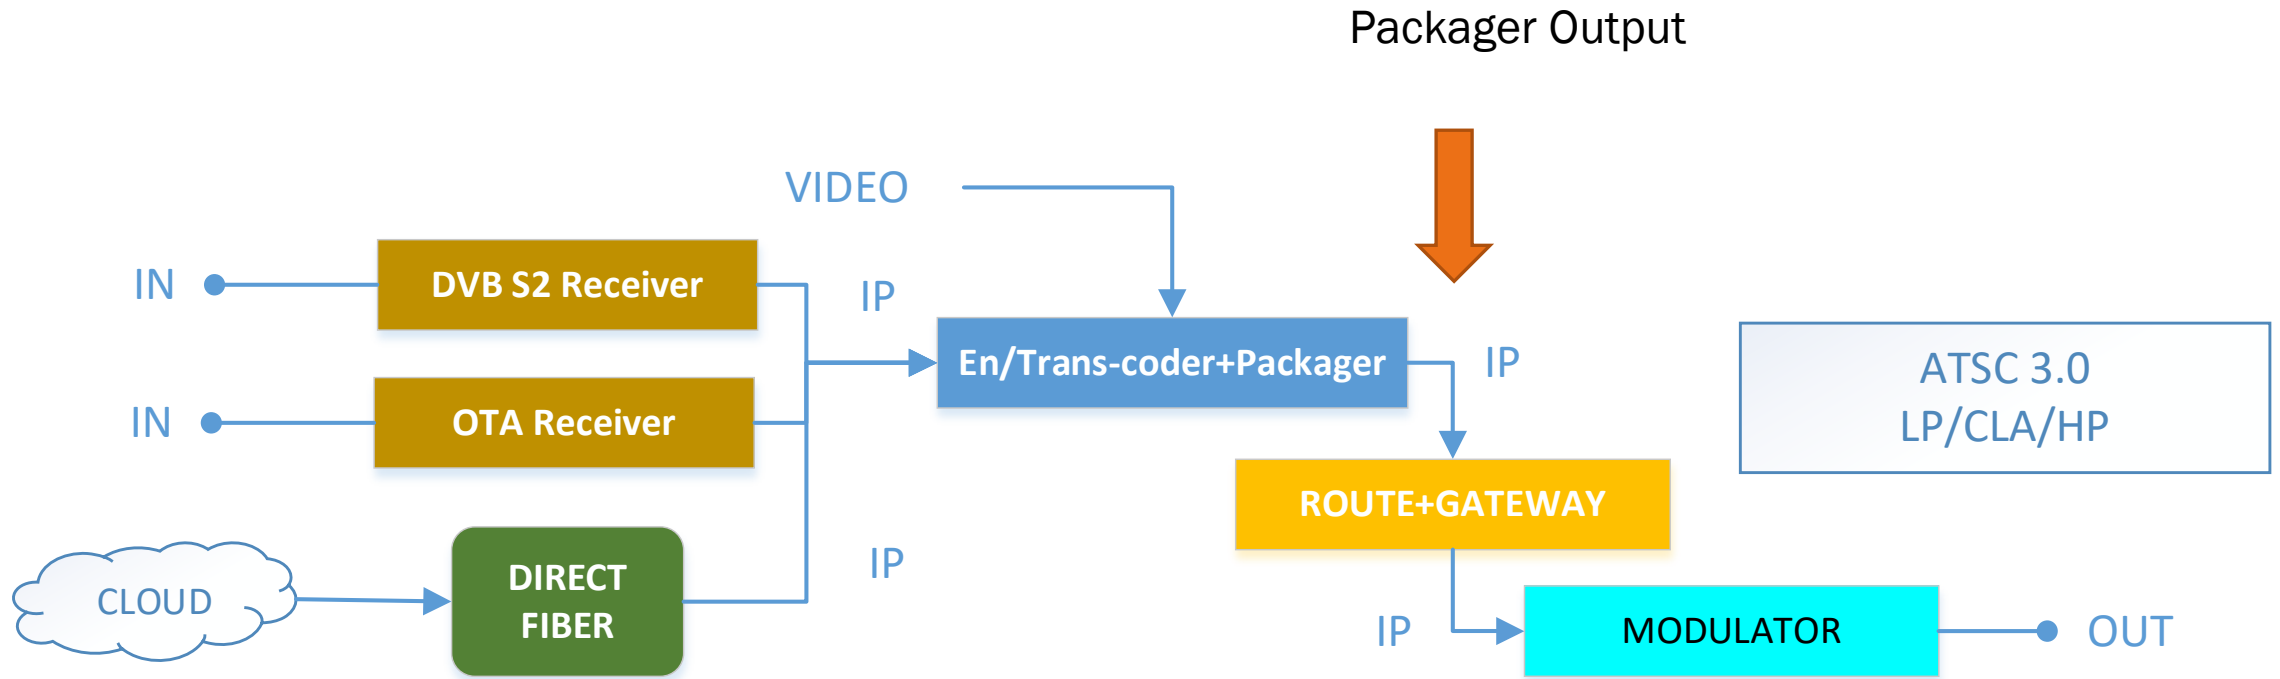 Packager Output
VIDEO
IN
DVB S2 Receiver
IP
En/Trans-coder+Packager
IP
ATSC 3.0
LP/CLA/HP
IN
OTA Receiver
ROUTE+GATEWAY
CLOUD
DIRECT
FIBER
IP
IP
MODULATOR
OUT